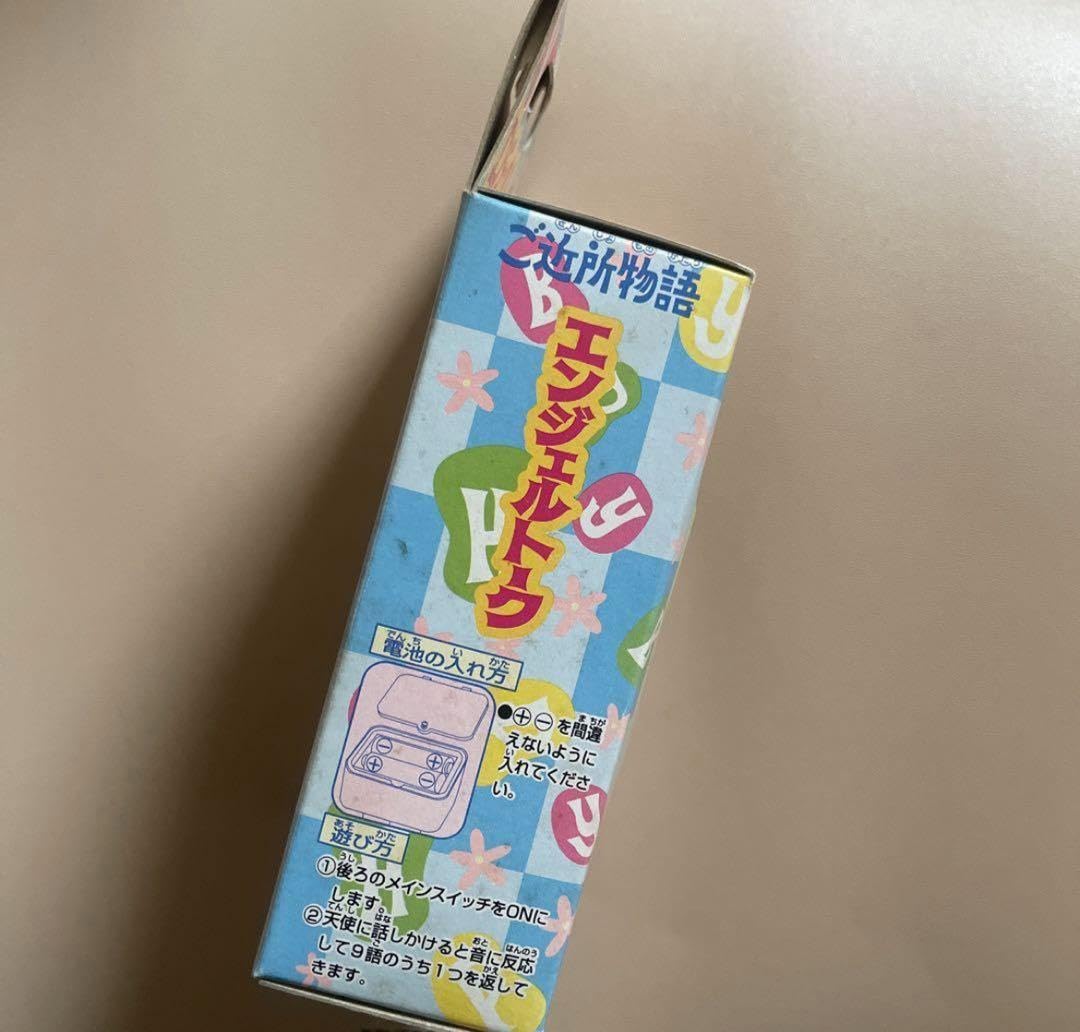 ご近所物語
エンジェルトーク
電池の入れ方
●⊕⊖を間違
えないように
入れてくださ
い。
遊び方
①後ろのメインスイッチをONに
します。
②天使に話しかけると音に反応
して9語のうち1つを返して
きます。